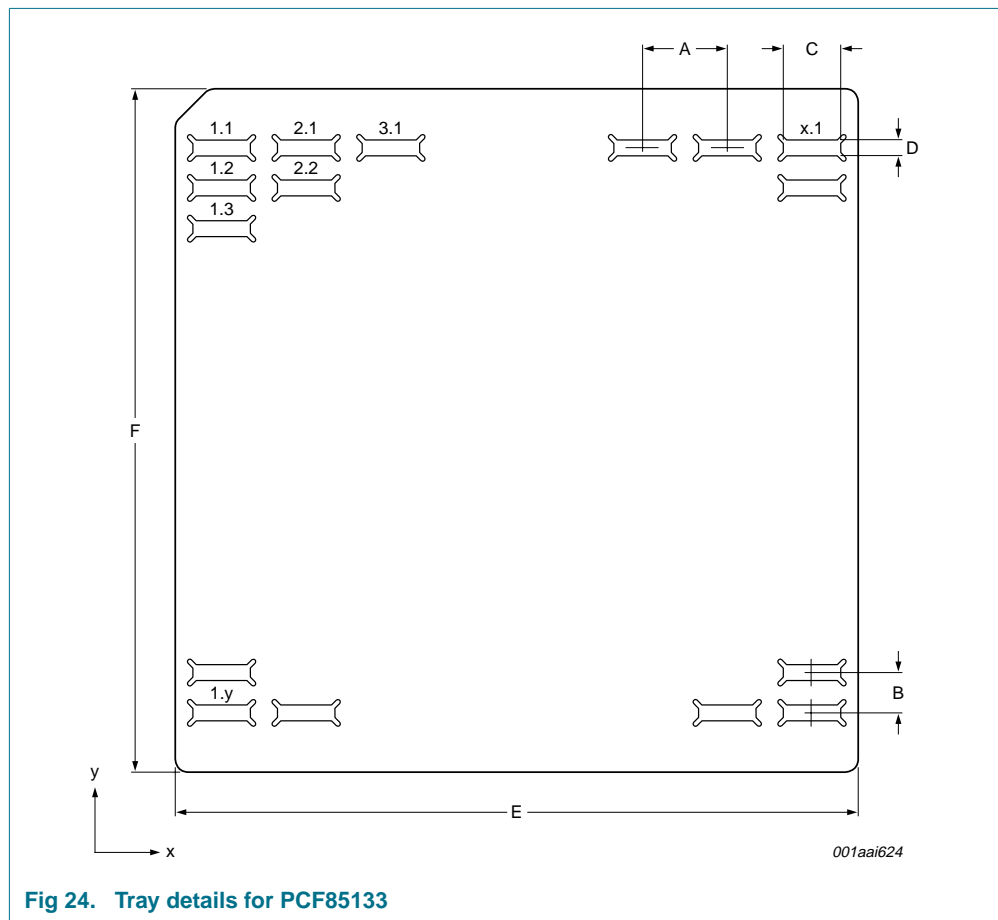 A C
1.1 2.1 3.1 x.1
D
1.2 2.2
1.3
F
1.y
B
y
E
x
001aai624
Fig 24. Tray details for PCF85133